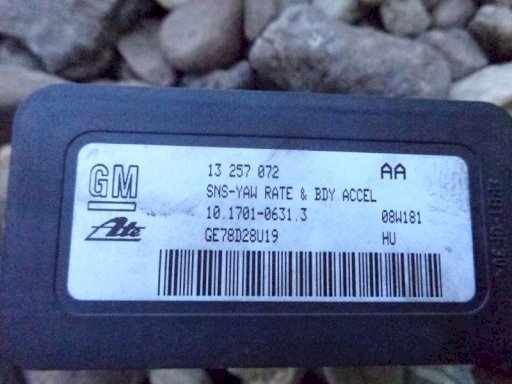 GM
13 257 072 AA
SNS-YAW RATE & BDY ACCEL
10.1701-0631.3 08W181
Ate
GE78D28U19 HU